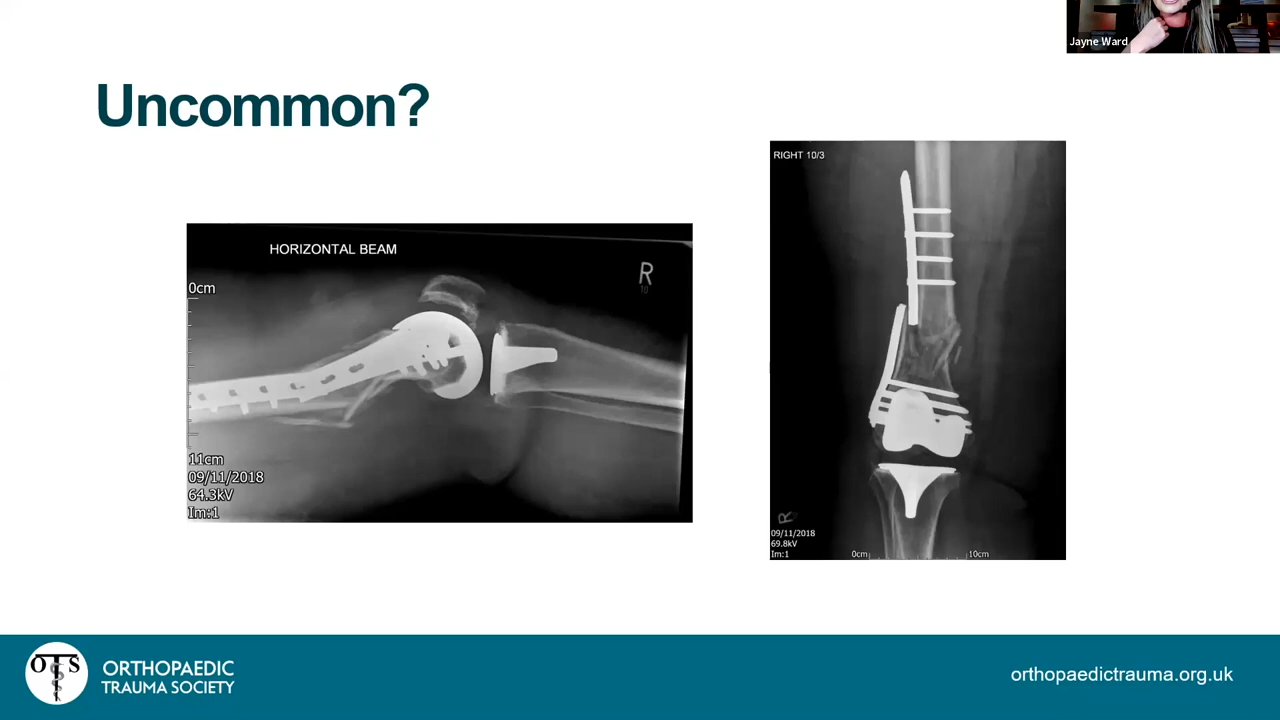 Jayne Ward
Uncommon?
HORIZONTAL BEAM
R
10
0cm
11cm
09/11/2018
64.3kV
Im:1
RIGHT 10/3
R
09/11/2018
69.8kV
Im:1
0cm
10cm
OTS
ORTHOPAEDIC
TRAUMA SOCIETY
orthopaedictrauma.org.uk